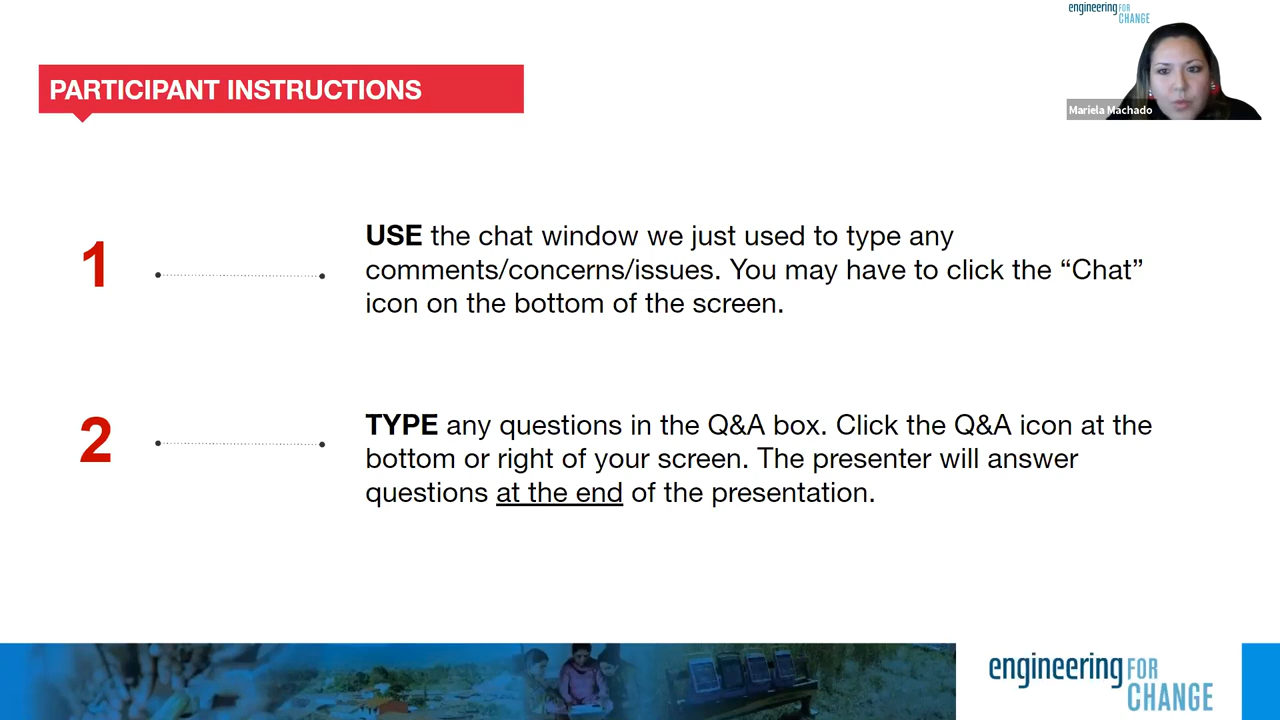 engineering FOR
CHANGE
Mariela Machado
PARTICIPANT INSTRUCTIONS
1
USE the chat window we just used to type any
comments/concerns/issues. You may have to click the “Chat”
icon on the bottom of the screen.
2
TYPE any questions in the Q&A box. Click the Q&A icon at the
bottom or right of your screen. The presenter will answer
questions at the end of the presentation.
engineering FOR
CHANGE